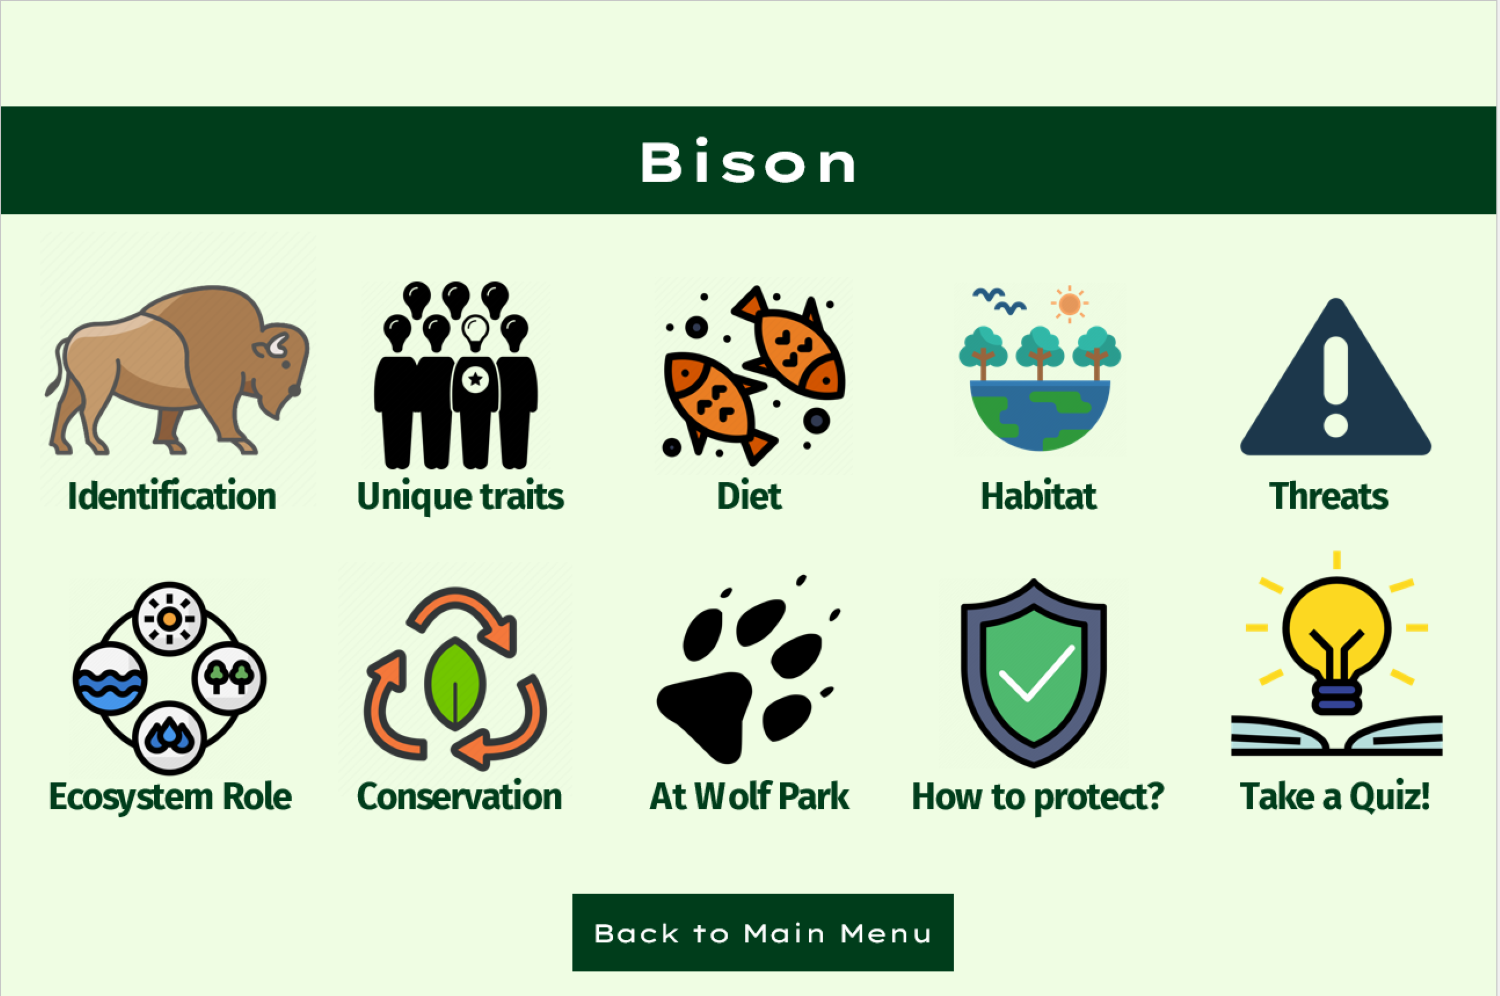 Bison
Identification
Unique traits
Diet
Habitat
Threats
Ecosystem Role
Conservation
At Wolf Park
How to protect?
Take a Quiz!
Back to Main Menu